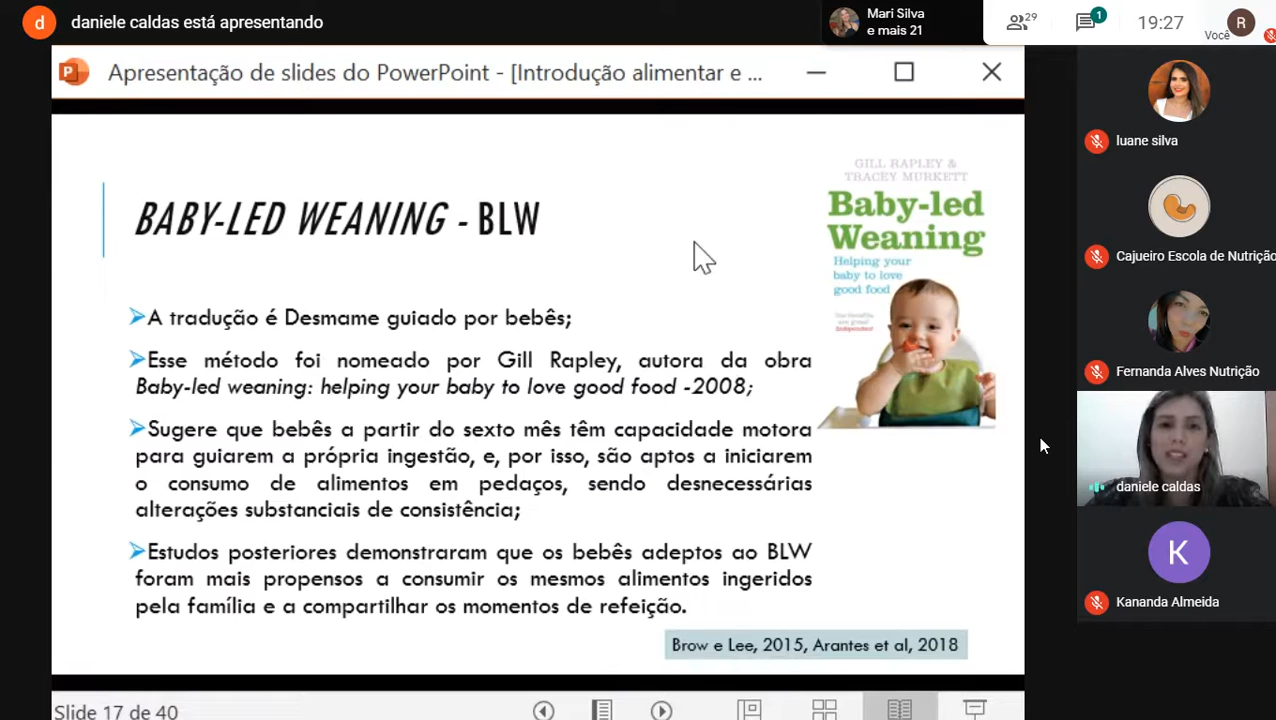 d
daniele caldas está apresentando
Mari Silva
e mais 21
29
1
19:27
Você
R
Apresentação de slides do PowerPoint - [Introdução alimentar e ...
GILL RAPLEY &
TRACEY MURKETT
Baby-led
Weaning
Helping your
baby to love
good food
BABY-LED WEANING - BLW
A tradução é Desmame guiado por bebês;
Esse método foi nomeado por Gill Rapley, autora da obra
Baby-led weaning: helping your baby to love good food -2008;
Sugere que bebês a partir do sexto mês têm capacidade motora
para guiarem a própria ingestão, e, por isso, são aptos a iniciarem
o consumo de alimentos em pedaços, sendo desnecessárias
alterações substanciais de consistência;
Estudos posteriores demonstraram que os bebês adeptos ao BLW
foram mais propensos a consumir os mesmos alimentos ingeridos
pela família e a compartilhar os momentos de refeição.
Brow e Lee, 2015, Arantes et al, 2018
Slide 17 de 40
luane silva
Cajueiro Escola de Nutrição
Fernanda Alves Nutrição
daniele caldas
K
Kananda Almeida